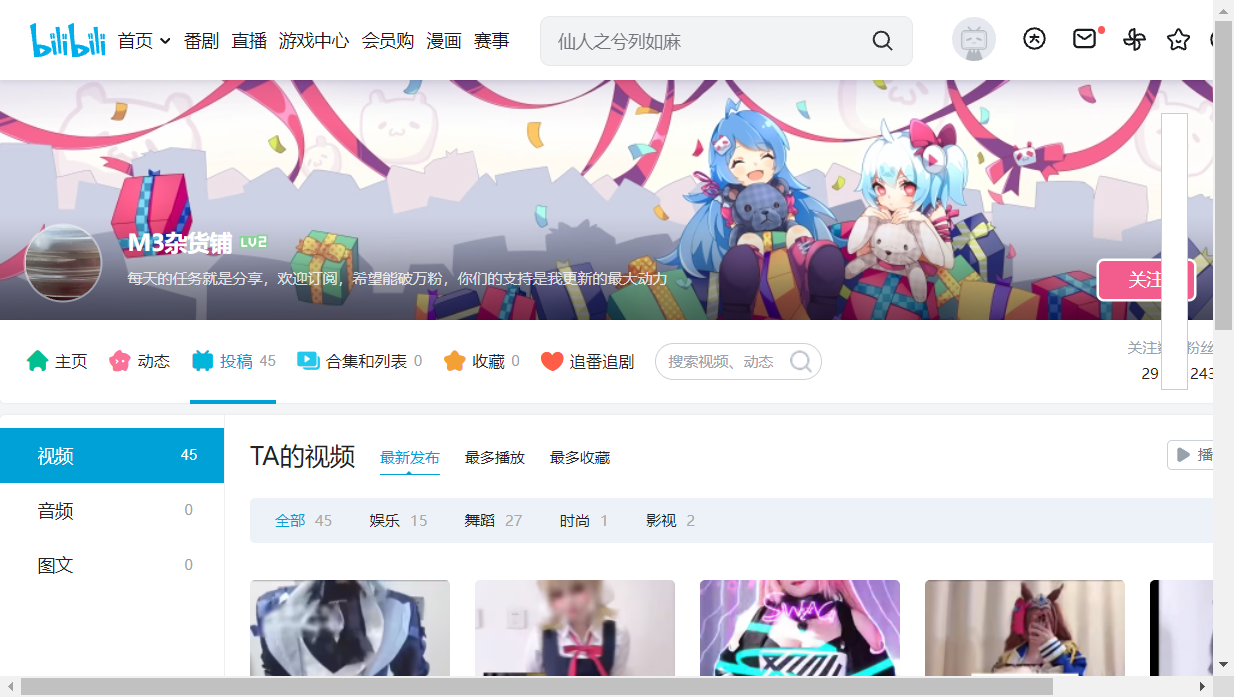 bilibili 首页 番剧 直播 游戏中心 会员购 漫画 赛事 仙人之兮列如麻
M3杂货铺 LV2
每天的任务就是分享，欢迎订阅，希望能破万粉，你们的支持是我更新的最大动力
关注
主页 动态 投稿 45 合集和列表 0 收藏 0 追番追剧 搜索视频、动态
关注 粉丝
29 243
视频 45
音频 0
图文 0
TA的视频 最新发布 最多播放 最多收藏 播
全部 45 娱乐 15 舞蹈 27 时尚 1 影视 2
SWAG